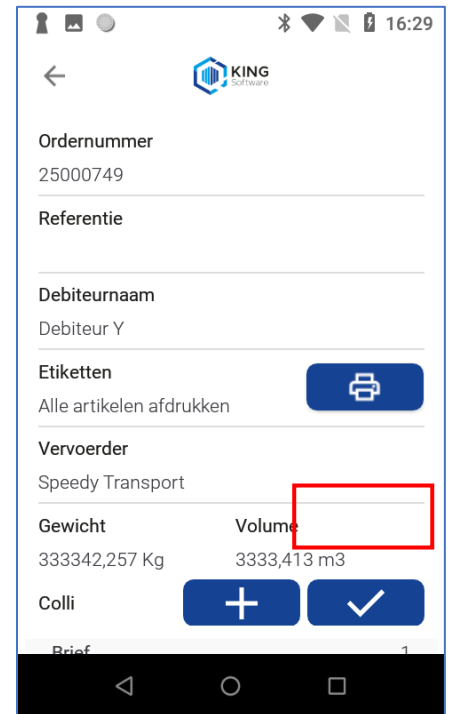 16:29
KING
Software
Ordernummer
25000749
Referentie
Debiteurnaam
Debiteur Y
Etiketten
Alle artikelen afdrukken
Vervoerder
Speedy Transport
Gewicht Volume
333342,257 Kg 3333,413 m3
Colli
Brief 1